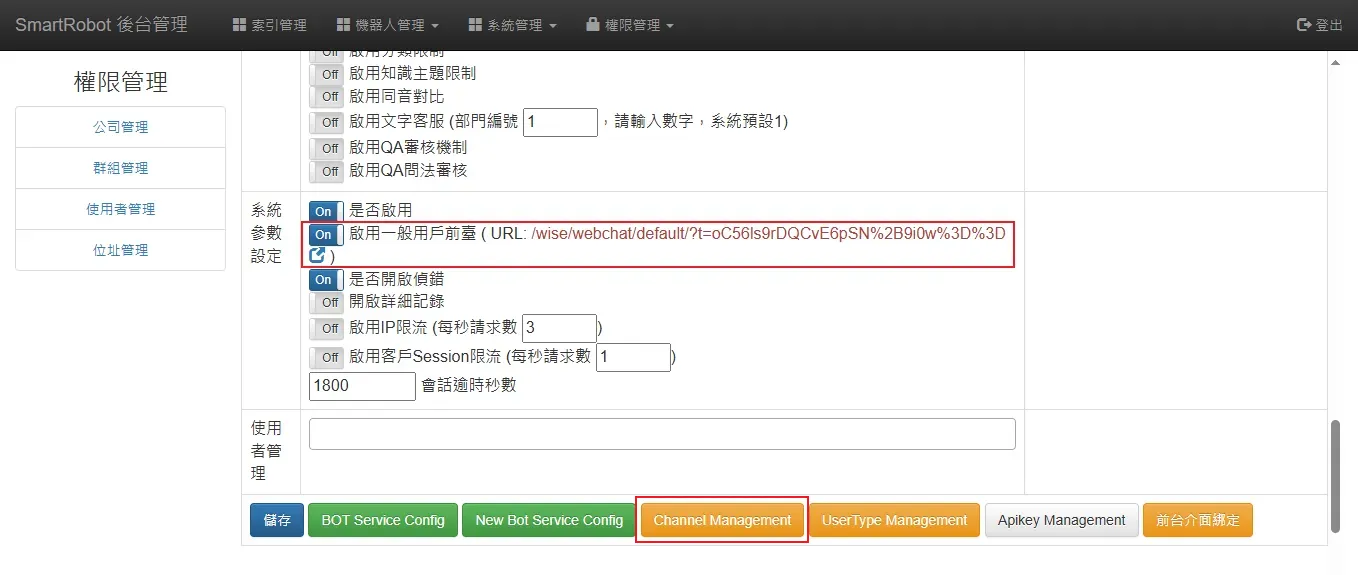 SmartRobot 後台管理 索引管理 機器人管理 系統管理 權限管理 登出
權限管理
公司管理
群組管理
使用者管理
位址管理
Off 啟用分類限制
Off 啟用知識主題限制
Off 啟用同音對比
Off 啟用文字客服 (部門編號 1 ，請輸入數字，系統預設1)
Off 啟用QA審核機制
Off 啟用QA問法審核
系統
參數
設定
On 是否啟用
On 啟用一般用戶前臺 ( URL: /wise/webchat/default/?t=oC56ls9rDQCvE6pSN%2B9i0w%3D%3D
)
On 是否開啟偵錯
Off 開啟詳細記錄
Off 啟用IP限流 (每秒請求數 3 )
Off 啟用客戶Session限流 (每秒請求數 1 )
1800 會話逾時秒數
使用
者管
理
儲存 BOT Service Config New Bot Service Config Channel Management UserType Management Apikey Management 前台介面綁定